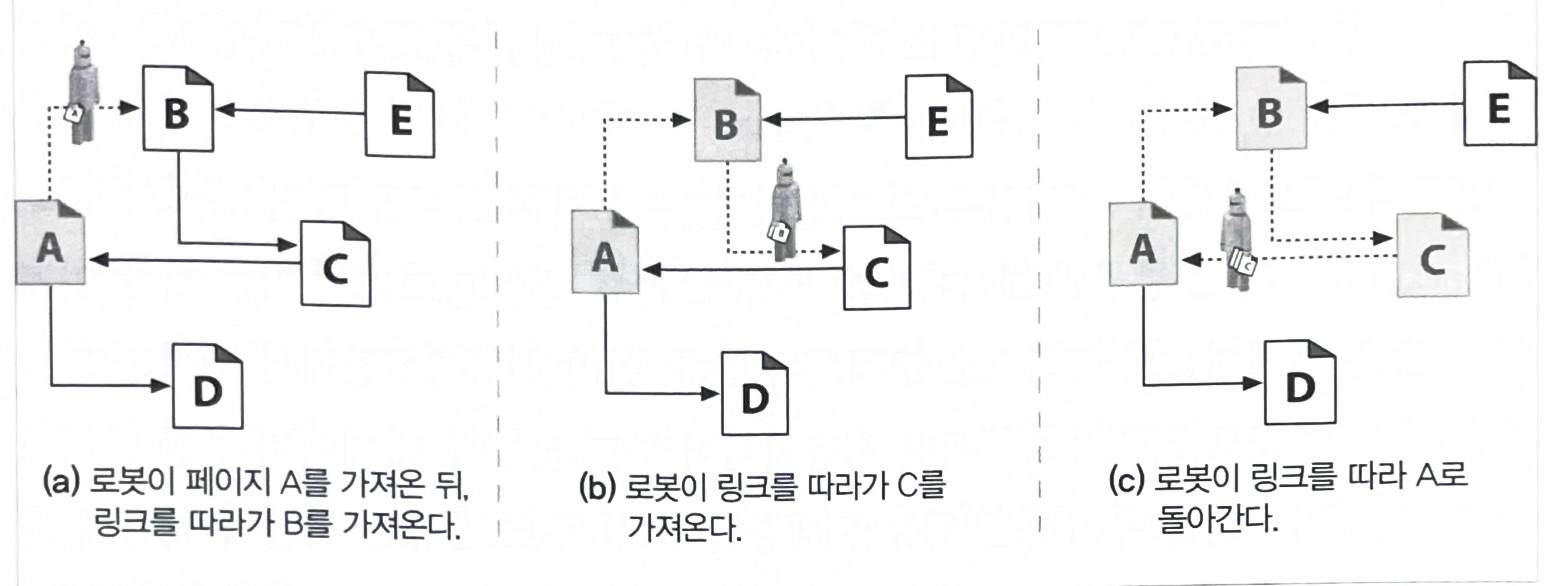 B
E
A
C
D
(a) 로봇이 페이지 A를 가져온 뒤,
링크를 따라가 B를 가져온다.
B
E
A
C
D
(b) 로봇이 링크를 따라가 C를
가져온다.
B
E
A
C
D
(c) 로봇이 링크를 따라 A로
돌아간다.